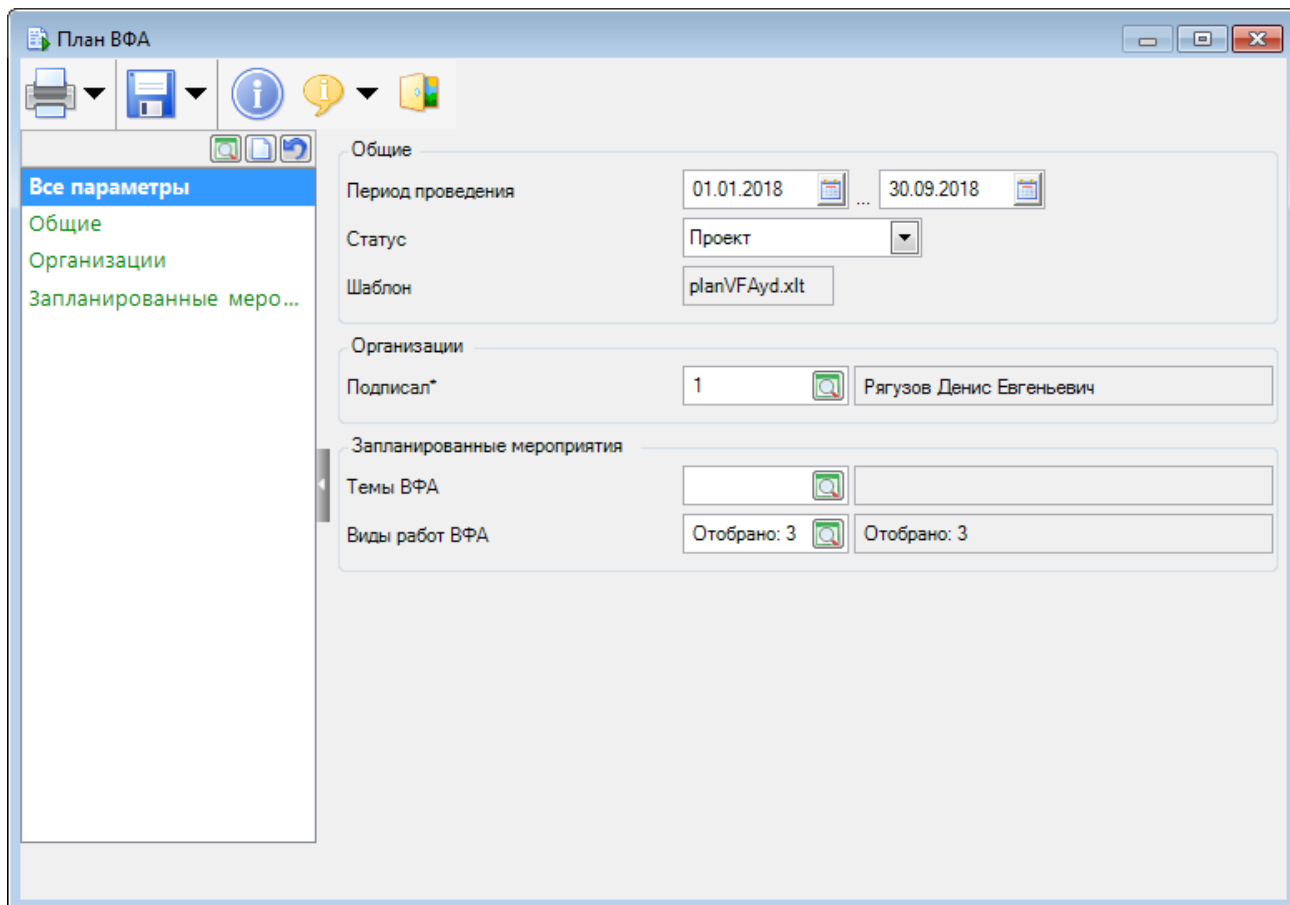 План ВФА
Все параметры
Общие
Организации
Запланированные меро...
Общие
Период проведения 01.01.2018 ... 30.09.2018
Статус Проект
Шаблон planVFAyd.xlt
Организации
Подписал* 1 Рягузов Денис Евгеньевич
Запланированные мероприятия
Темы ВФА
Виды работ ВФА Отобрано: 3 Отобрано: 3